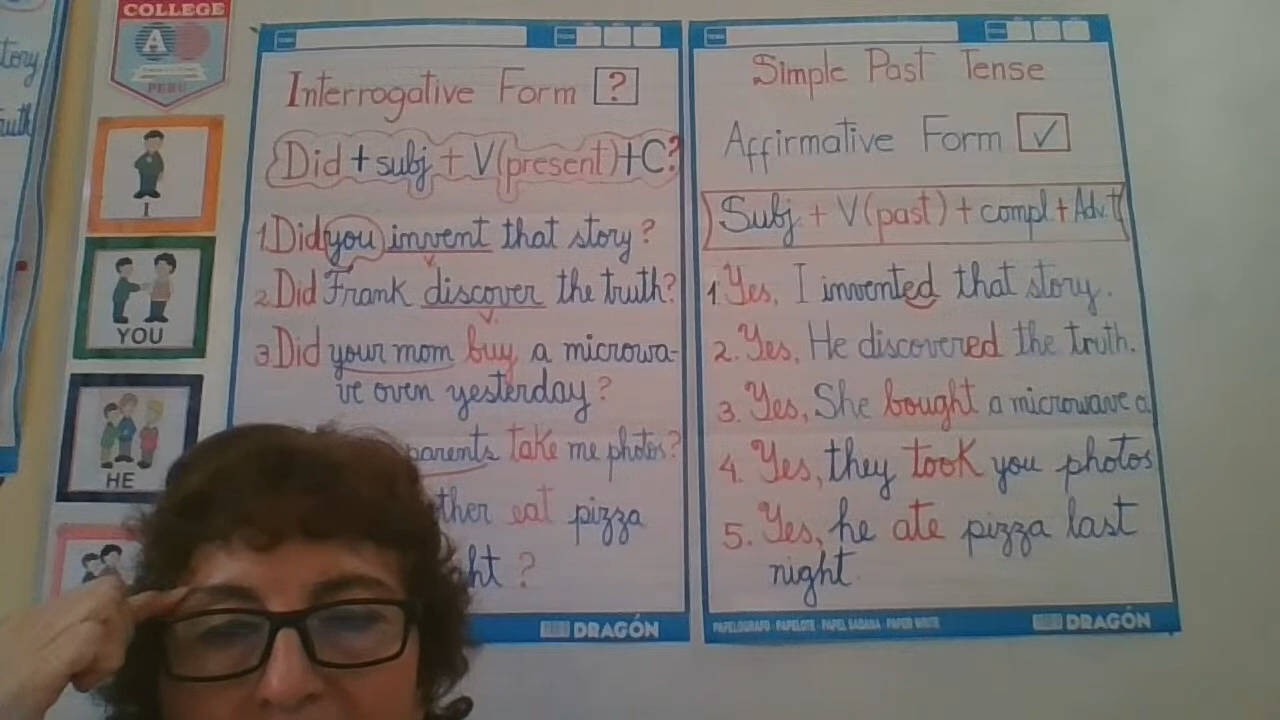 COLLEGE
A
PERU
I
YOU
HE
tory
ruth
Interrogative Form ?
Did + subj + V(present)+C?
1. Did you invent that story?
2. Did Frank discover the truth?
3. Did your mom buy a microwa-
ve oven yesterday?
parents take me photos?
ther eat pizza
ht ?
DRAGÓN
Simple Past Tense
Affirmative Form ✓
Subj + V(past) + compl + Adv.T
1 Yes, I invented that story.
2. Yes, He discovered the truth.
3. Yes, She bought a microwave o
4. Yes, they took you photos
5. Yes, he ate pizza last
night.
PAPELOGRAFO · PAPELOTE · PAPEL SABANA · PAPER WRITE
DRAGÓN